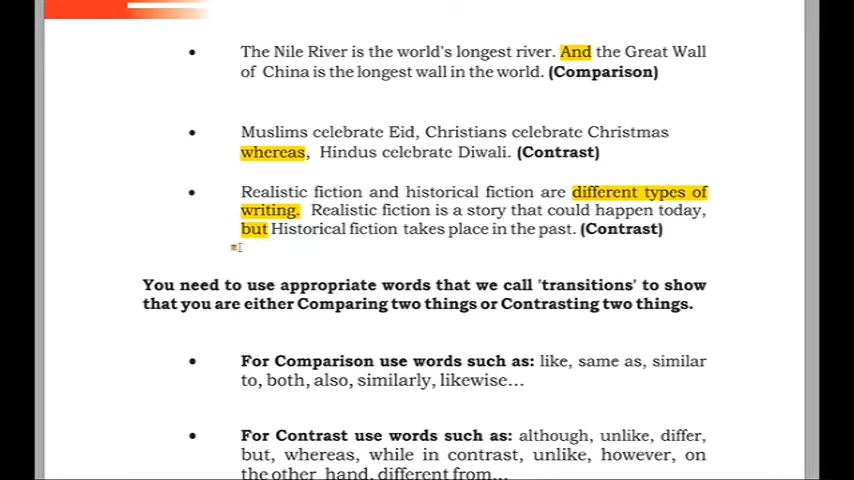 • The Nile River is the world's longest river. And the Great Wall
of China is the longest wall in the world. (Comparison)
• Muslims celebrate Eid, Christians celebrate Christmas
whereas, Hindus celebrate Diwali. (Contrast)
• Realistic fiction and historical fiction are different types of
writing. Realistic fiction is a story that could happen today,
but Historical fiction takes place in the past. (Contrast)
You need to use appropriate words that we call 'transitions' to show
that you are either Comparing two things or Contrasting two things.
• For Comparison use words such as: like, same as, similar
to, both, also, similarly, likewise...
• For Contrast use words such as: although, unlike, differ,
but, whereas, while in contrast, unlike, however, on
the other hand, different from...